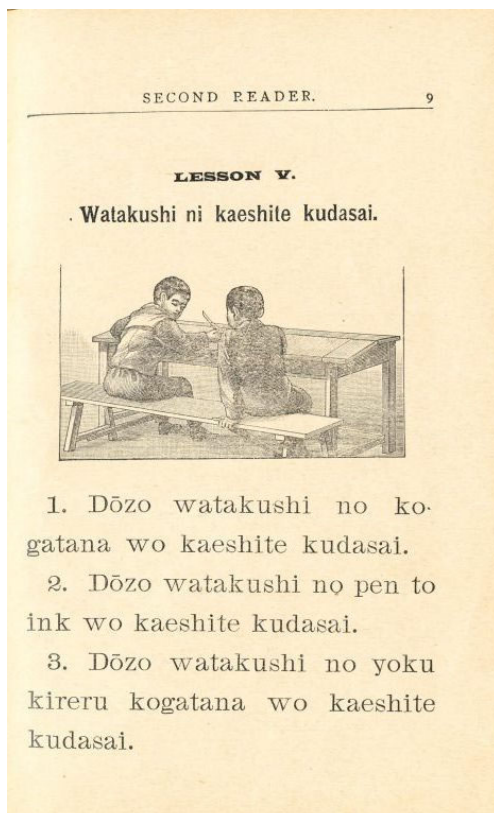 SECOND READER.
9
LESSON V.
Watakushi ni kaeshite kudasai.
1. Dōzo watakushi no ko-
gatana wo kaeshite kudasai.
2. Dōzo watakushi no pen to
ink wo kaeshite kudasai.
3. Dōzo watakushi no yoku
kireru kogatana wo kaeshite
kudasai.